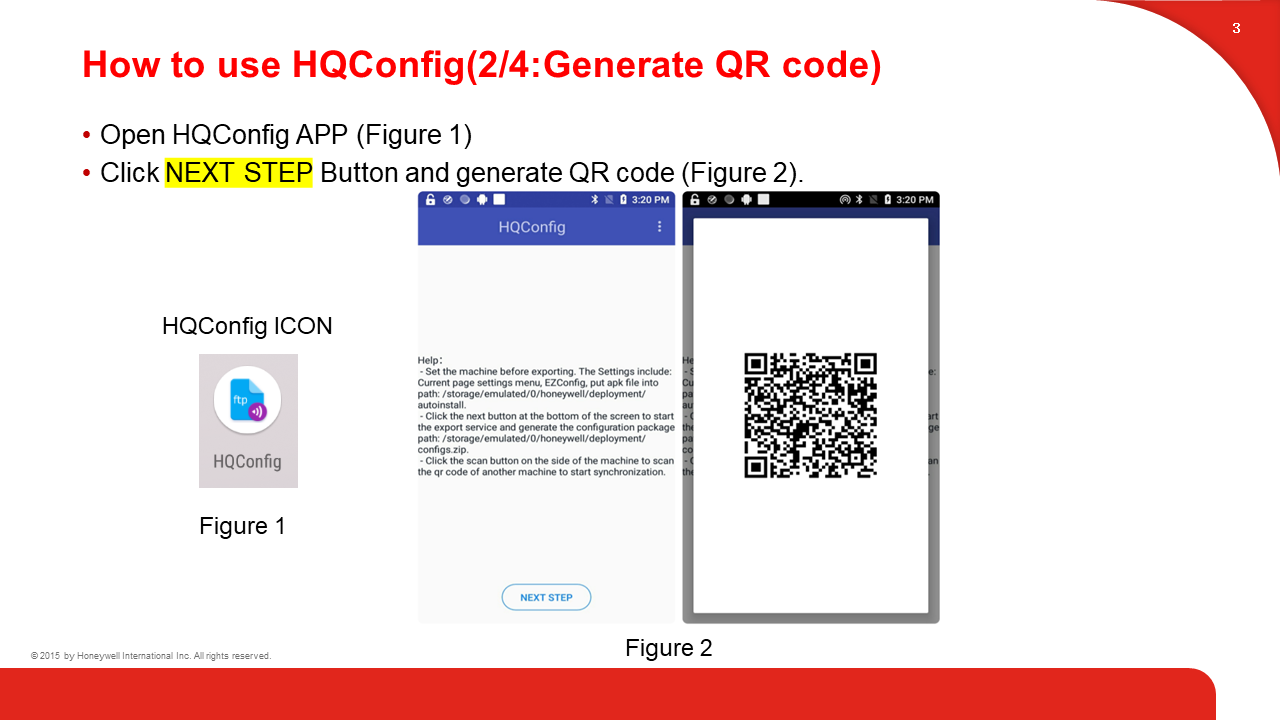 3
How to use HQConfig(2/4:Generate QR code)
• Open HQConfig APP (Figure 1)
• Click NEXT STEP Button and generate QR code (Figure 2).
3:20 PM
HQConfig
3:20 PM
HQConfig ICON
ftp
HQConfig
Figure 1
Help:
- Set the machine before exporting. The Settings include:
Current page settings menu, EZConfig, put apk file into
path: /storage/emulated/0/honeywell/deployment/
autoinstall.
- Click the next button at the bottom of the screen to start
the export service and generate the configuration package
path: /storage/emulated/0/honeywell/deployment/
configs.zip.
- Click the scan button on the side of the machine to scan
the qr code of another machine to start synchronization.
NEXT STEP
Figure 2
© 2015 by Honeywell International Inc. All rights reserved.